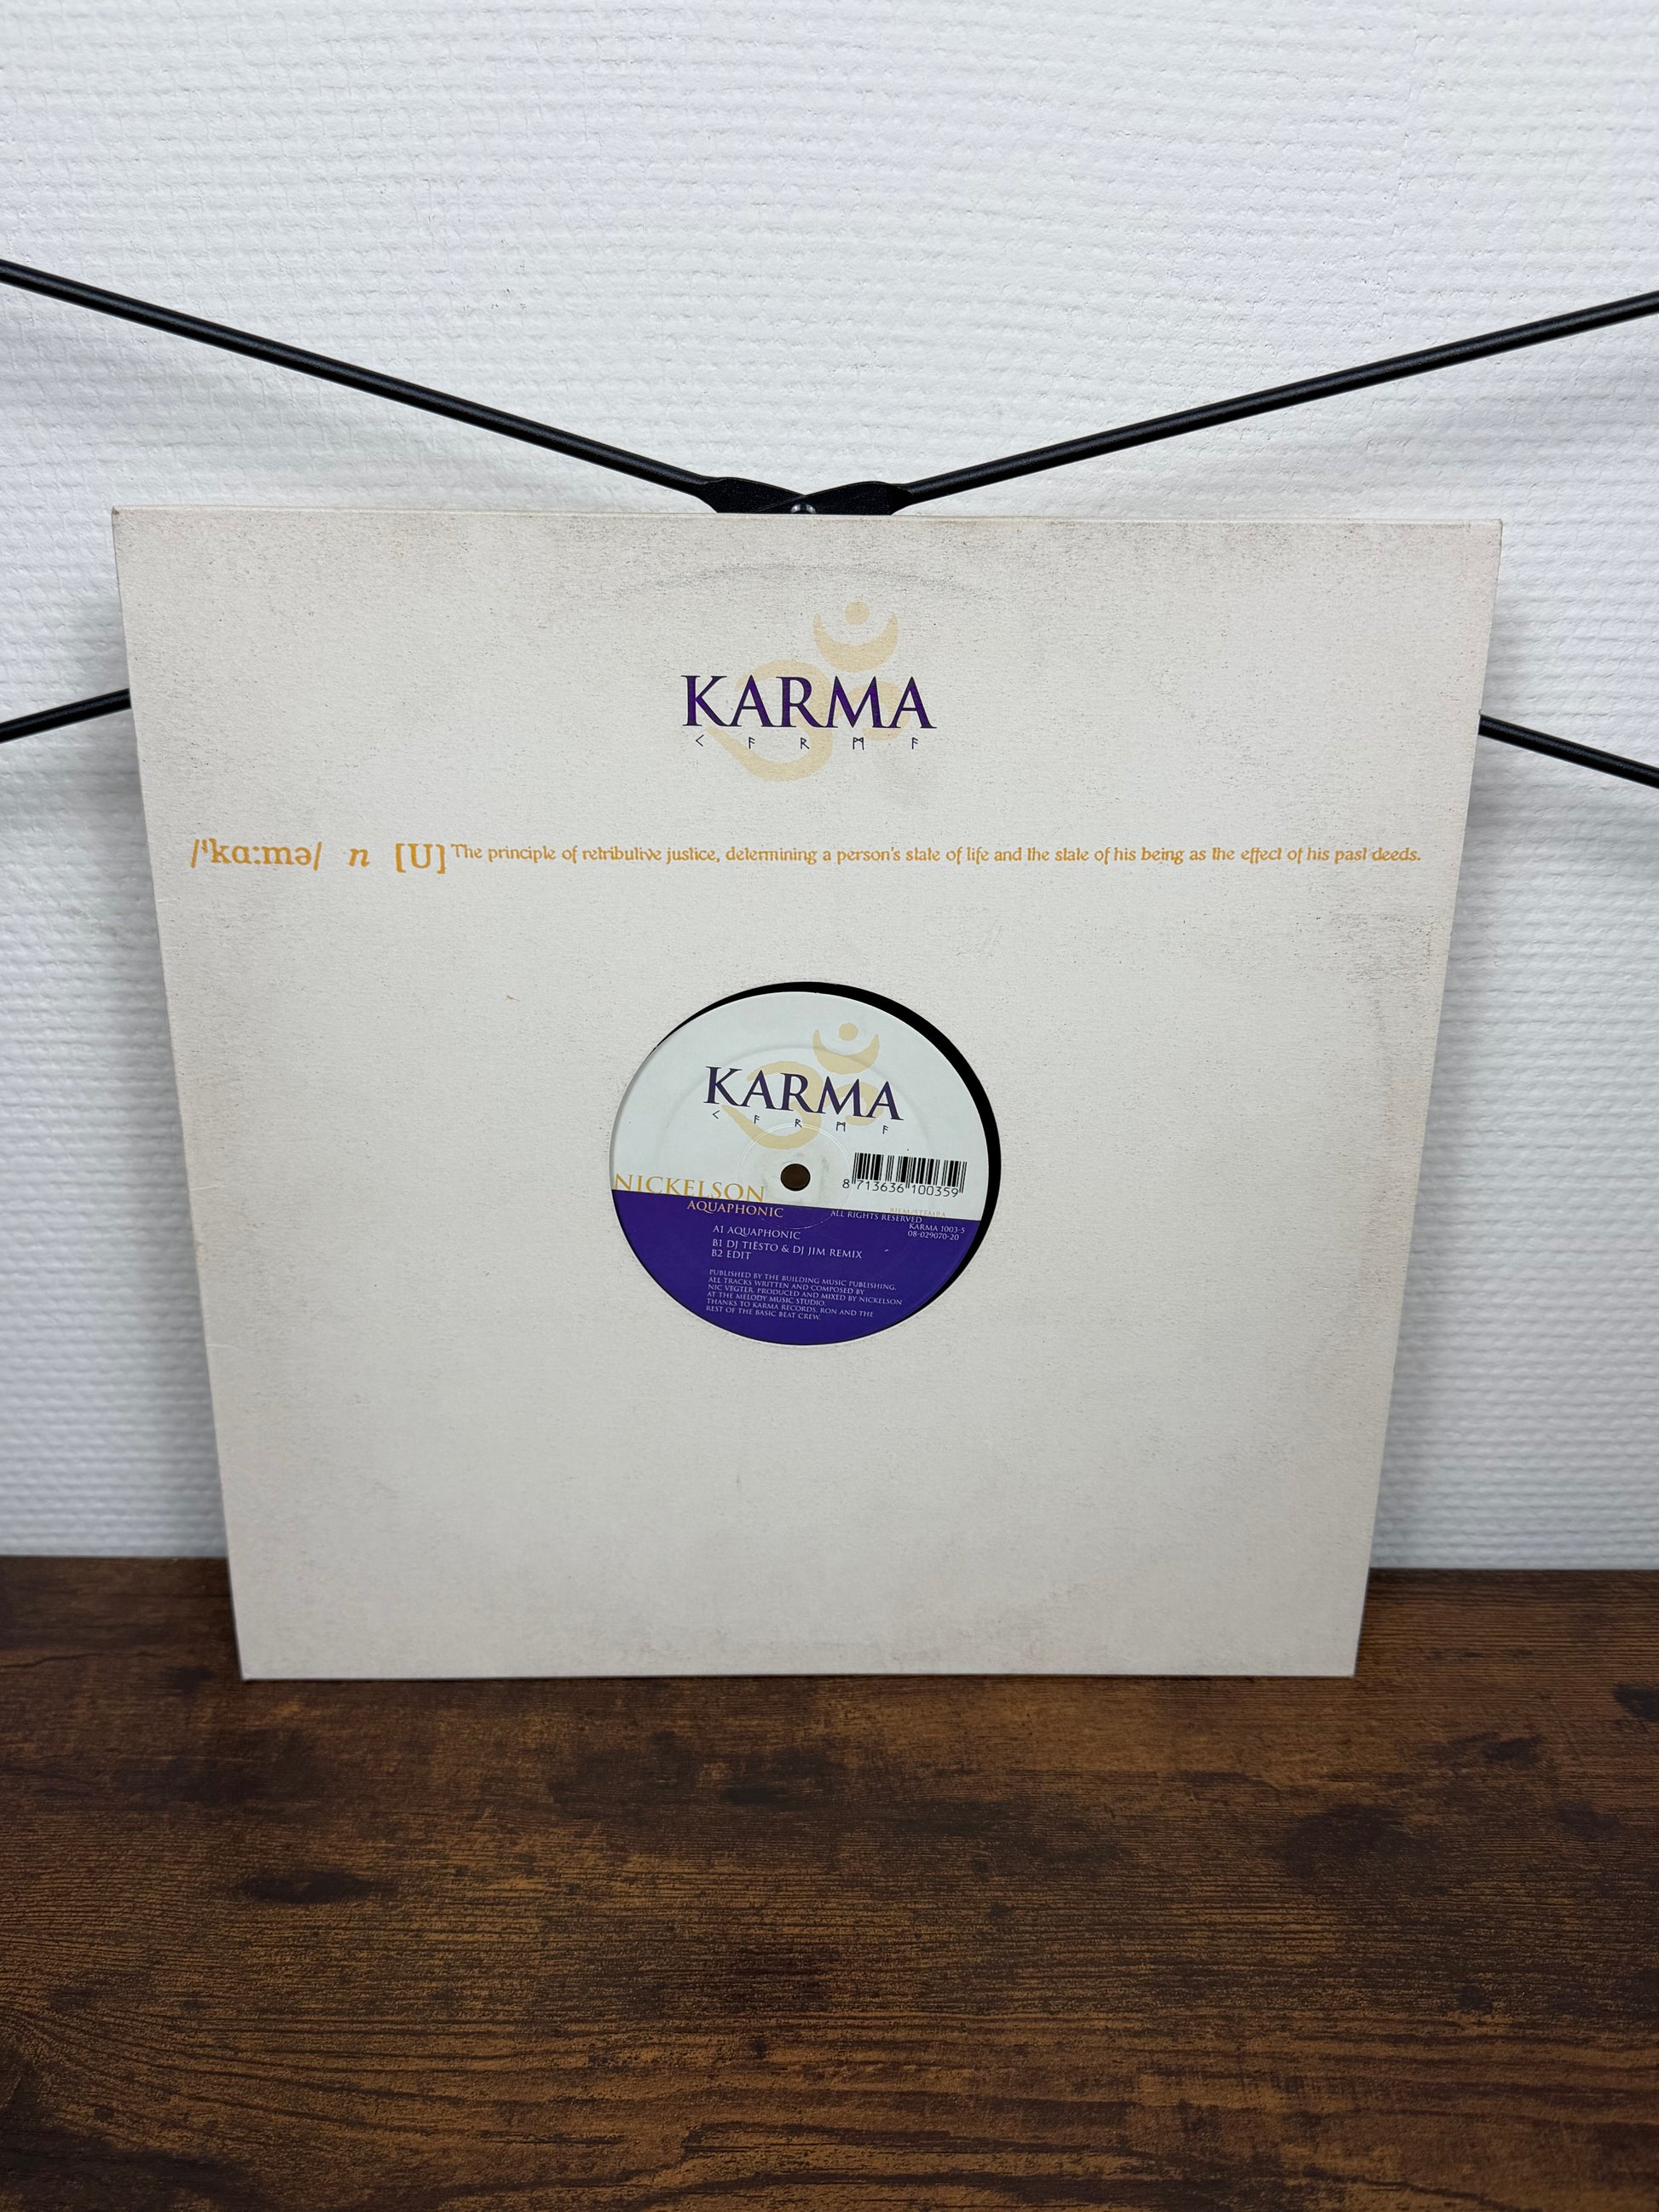 KARMA
ᚲ ᚨ ᚱ ᛗ ᚨ
/'kɑ:mə/ n [U] The principle of retributive justice, determining a person's state of life and the state of his being as the effect of his past deeds.
KARMA
ᚲ ᚨ ᚱ ᛗ ᚨ
8 713636 100359
NICKELSON
AQUAPHONIC
BIEM/STEMRA
ALL RIGHTS RESERVED
KARMA 1003-5
08-029070-20
A1 AQUAPHONIC
B1 DJ TIËSTO & DJ JIM REMIX
B2 EDIT
PUBLISHED BY THE BUILDING MUSIC PUBLISHING.
ALL TRACKS WRITTEN AND COMPOSED BY
NIC VEGTER. PRODUCED AND MIXED BY NICKELSON
AT THE MELODY MUSIC STUDIO.
THANKS TO KARMA RECORDS, RON AND THE
REST OF THE BASIC BEAT CREW.